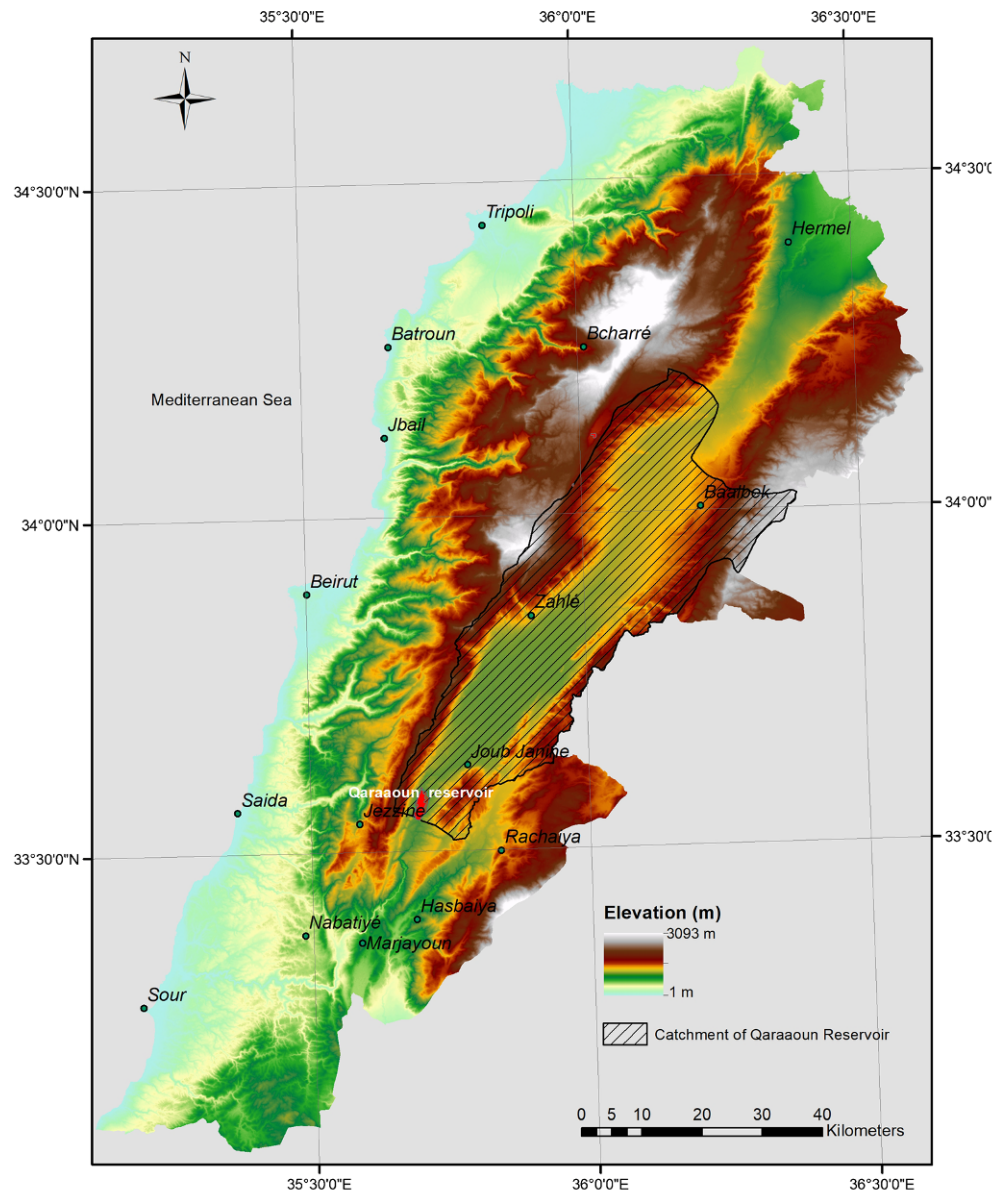 35°30'0"E 36°0'0"E 36°30'0"E
N
34°30'0"N
34°30'0
Tripoli
Hermel
Batroun
Bcharré
Mediterranean Sea
Jbail
Baalbek
34°0'0"N
34°0'0"
Beirut
Zahlé
Joub Janine
Qaraaoun reservoir
Saida
Jezzine
Rachaiya
33°30'0"N
33°30'0
Hasbaiya
Nabatiyé
Marjayoun
Elevation (m)
3093 m
1 m
Sour
Catchment of Qaraaoun Reservoir
0 5 10 20 30 40
Kilometers
35°30'0"E 36°0'0"E 36°30'0"E